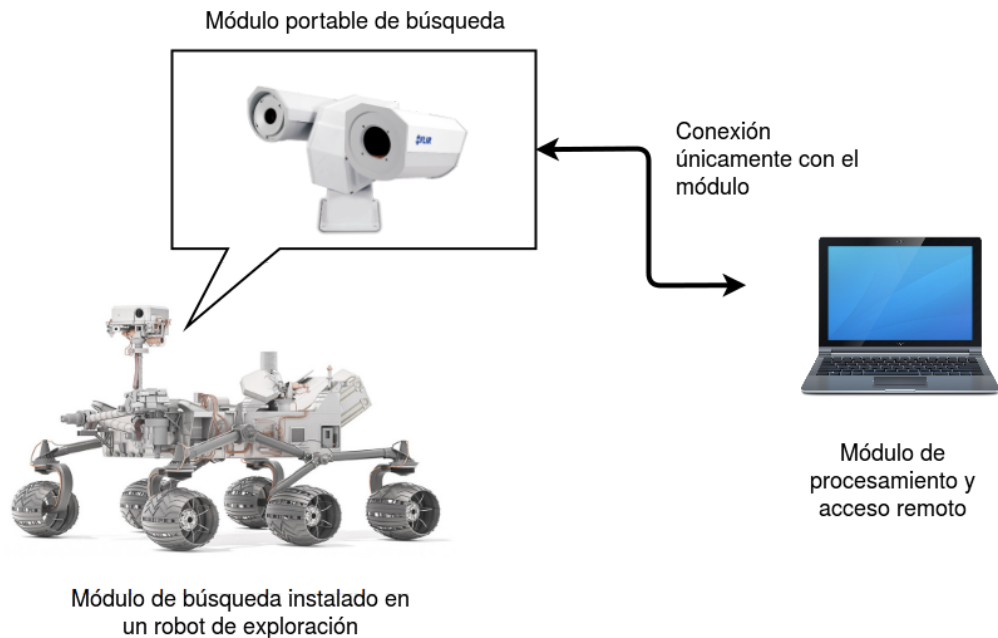 Módulo portable de búsqueda
FLIR
Conexión
únicamente con el
módulo
Módulo de
procesamiento y
acceso remoto
Módulo de búsqueda instalado en
un robot de exploración